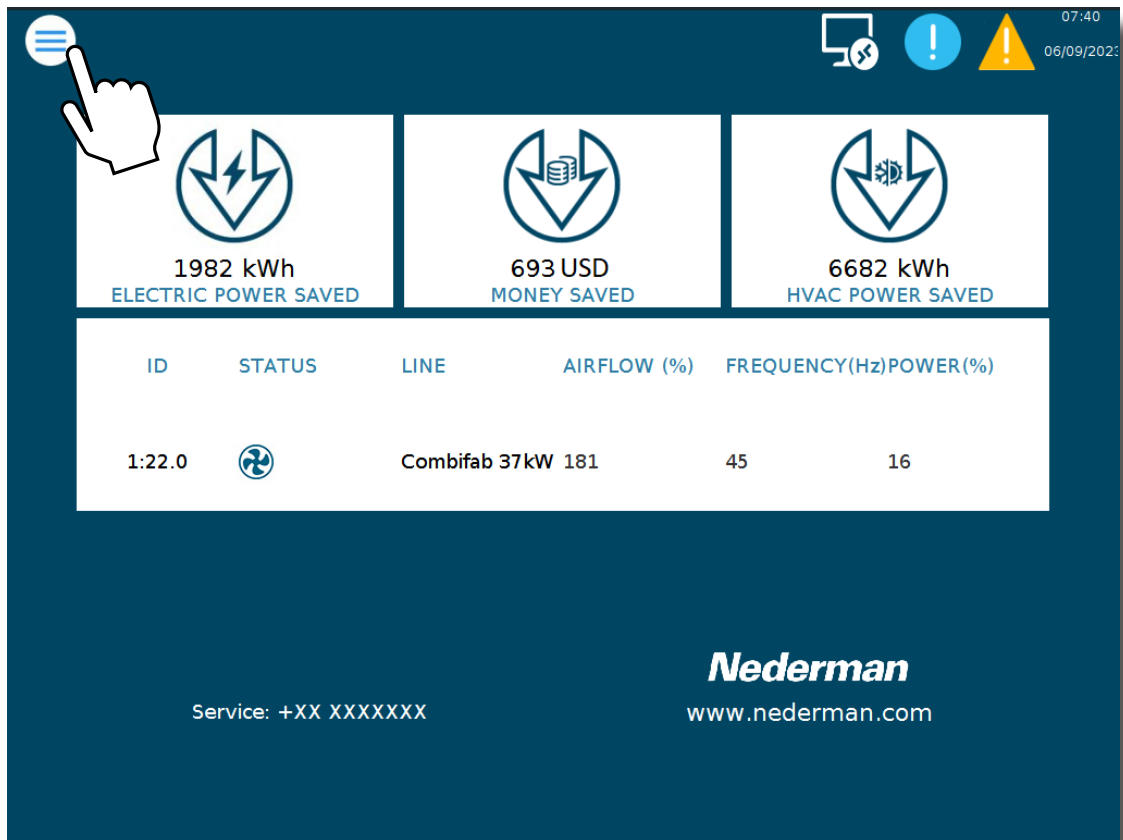 07:40
06/09/2023
1982 kWh
ELECTRIC POWER SAVED
693 USD
MONEY SAVED
6682 kWh
HVAC POWER SAVED
ID STATUS LINE AIRFLOW (%) FREQUENCY(Hz) POWER(%)
1:22.0 Combifab 37kW 181 45 16
Nederman
Service: +XX XXXXXXX
www.nederman.com